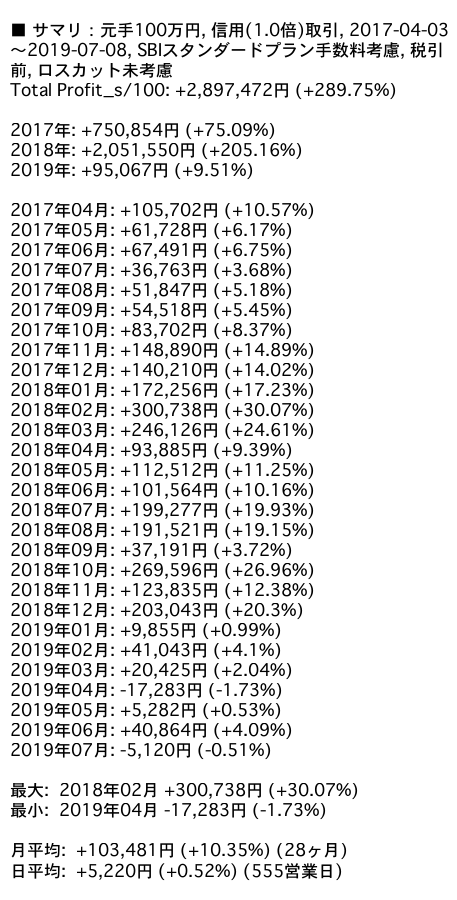 ■ サマリ：元手100万円, 信用(1.0倍)取引, 2017-04-03
〜2019-07-08, SBIスタンダードプラン手数料考慮, 税引
前, ロスカット未考慮
Total Profit_s/100: +2,897,472円 (+289.75%)
2017年: +750,854円 (+75.09%)
2018年: +2,051,550円 (+205.16%)
2019年: +95,067円 (+9.51%)
2017年04月: +105,702円 (+10.57%)
2017年05月: +61,728円 (+6.17%)
2017年06月: +67,491円 (+6.75%)
2017年07月: +36,763円 (+3.68%)
2017年08月: +51,847円 (+5.18%)
2017年09月: +54,518円 (+5.45%)
2017年10月: +83,702円 (+8.37%)
2017年11月: +148,890円 (+14.89%)
2017年12月: +140,210円 (+14.02%)
2018年01月: +172,256円 (+17.23%)
2018年02月: +300,738円 (+30.07%)
2018年03月: +246,126円 (+24.61%)
2018年04月: +93,885円 (+9.39%)
2018年05月: +112,512円 (+11.25%)
2018年06月: +101,564円 (+10.16%)
2018年07月: +199,277円 (+19.93%)
2018年08月: +191,521円 (+19.15%)
2018年09月: +37,191円 (+3.72%)
2018年10月: +269,596円 (+26.96%)
2018年11月: +123,835円 (+12.38%)
2018年12月: +203,043円 (+20.3%)
2019年01月: +9,855円 (+0.99%)
2019年02月: +41,043円 (+4.1%)
2019年03月: +20,425円 (+2.04%)
2019年04月: -17,283円 (-1.73%)
2019年05月: +5,282円 (+0.53%)
2019年06月: +40,864円 (+4.09%)
2019年07月: -5,120円 (-0.51%)
最大: 2018年02月 +300,738円 (+30.07%)
最小: 2019年04月 -17,283円 (-1.73%)
月平均: +103,481円 (+10.35%) (28ヶ月)
日平均: +5,220円 (+0.52%) (555営業日)